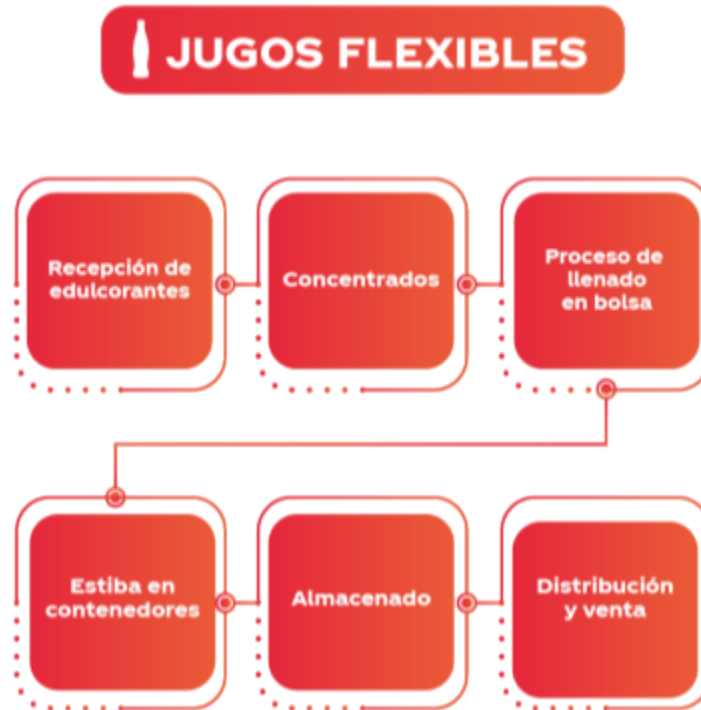 JUGOS FLEXIBLES
Recepción de
edulcorantes
Concentrados
Proceso de
llenado
en bolsa
Estiba en
contenedores
Almacenado
Distribución
y venta